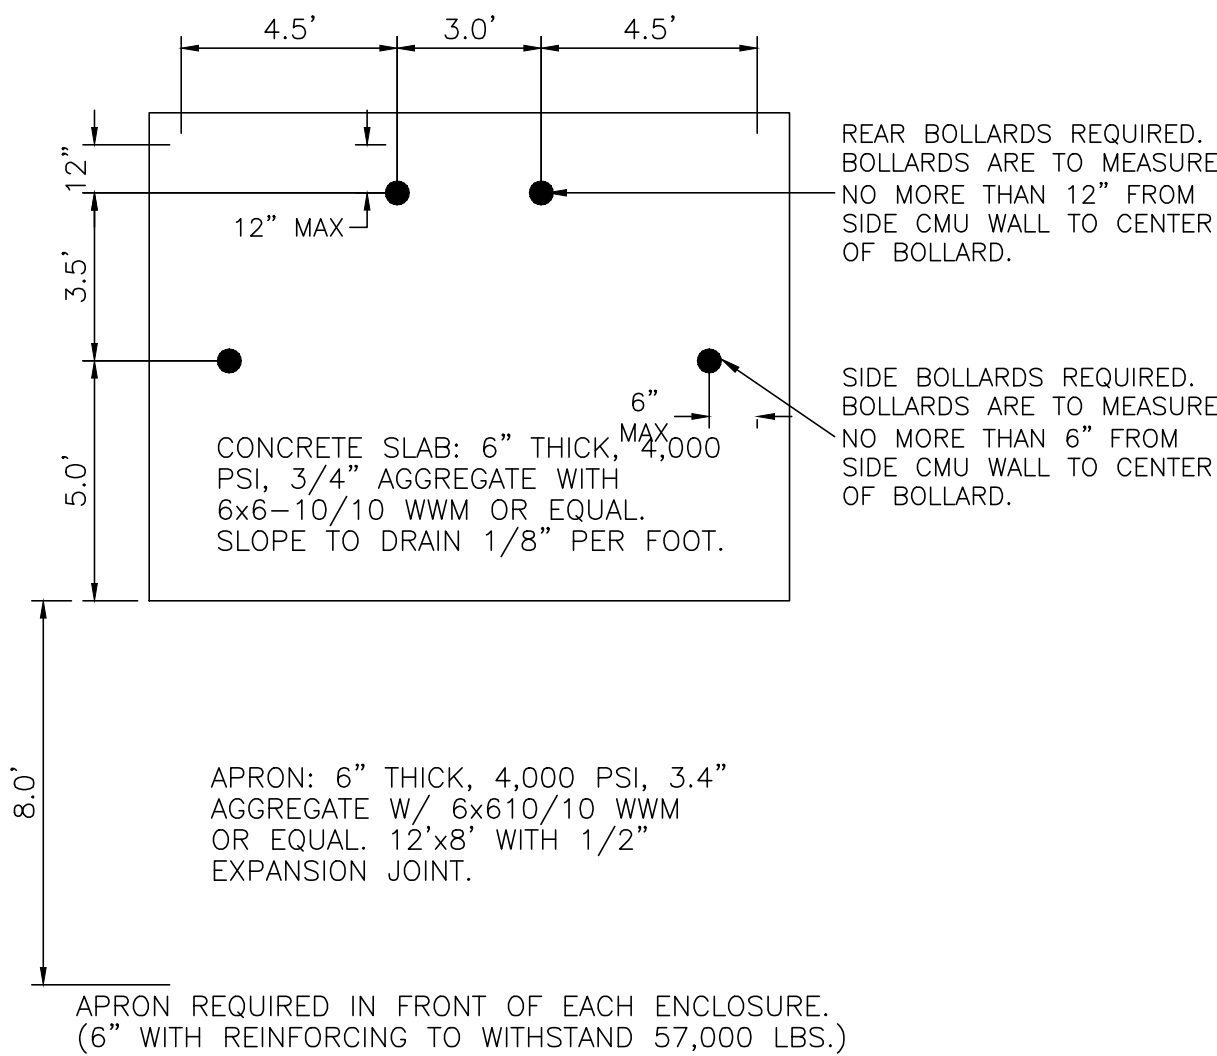 4.5’
3.0’
4.5’
12”
12” MAX
3.5’
5.0’
8.0’
REAR BOLLARDS REQUIRED.
BOLLARDS ARE TO MEASURE
NO MORE THAN 12” FROM
SIDE CMU WALL TO CENTER
OF BOLLARD.
SIDE BOLLARDS REQUIRED.
BOLLARDS ARE TO MEASURE
NO MORE THAN 6” FROM
SIDE CMU WALL TO CENTER
OF BOLLARD.
6”
MAX
CONCRETE SLAB: 6” THICK, 4,000
PSI, 3/4” AGGREGATE WITH
6x6–10/10 WWM OR EQUAL.
SLOPE TO DRAIN 1/8” PER FOOT.
APRON: 6” THICK, 4,000 PSI, 3.4”
AGGREGATE W/ 6x610/10 WWM
OR EQUAL. 12’x8’ WITH 1/2”
EXPANSION JOINT.
APRON REQUIRED IN FRONT OF EACH ENCLOSURE.
(6” WITH REINFORCING TO WITHSTAND 57,000 LBS.)